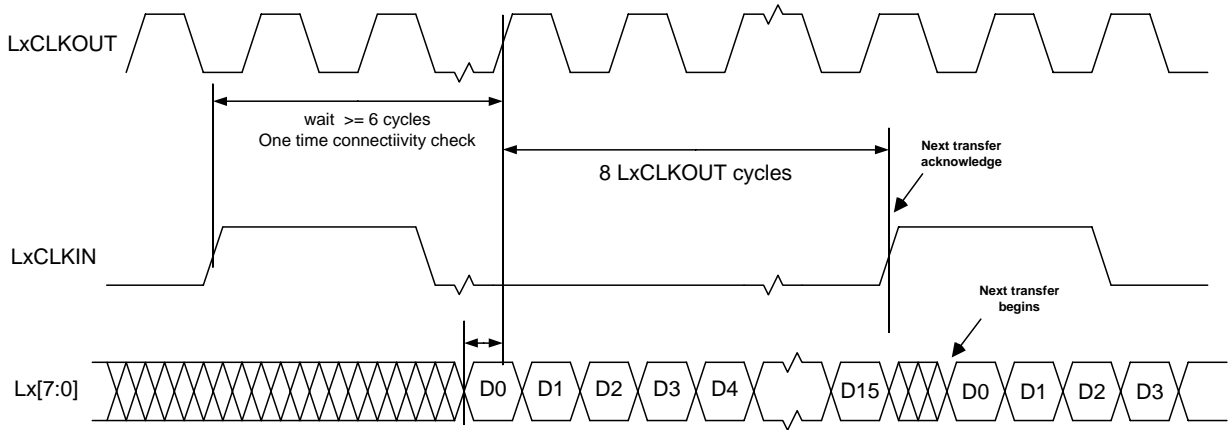 LxCLKOUT
wait >= 6 cycles
One time connectiivity check
8 LxCLKOUT cycles
Next transfer
acknowledge
LxCLKIN
Next transfer
begins
Lx[7:0]
D0 D1 D2 D3 D4 D15 D0 D1 D2 D3